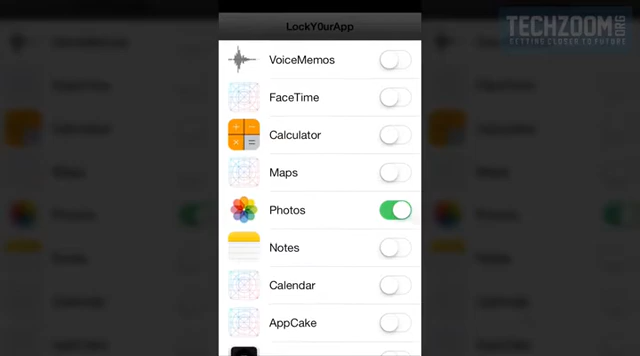 LockY0urApp
TECHZOOM.ORG
GETTING CLOSER TO FUTURE
VoiceMemos
FaceTime
Calculator
Maps
Photos
Notes
Calendar
AppCake